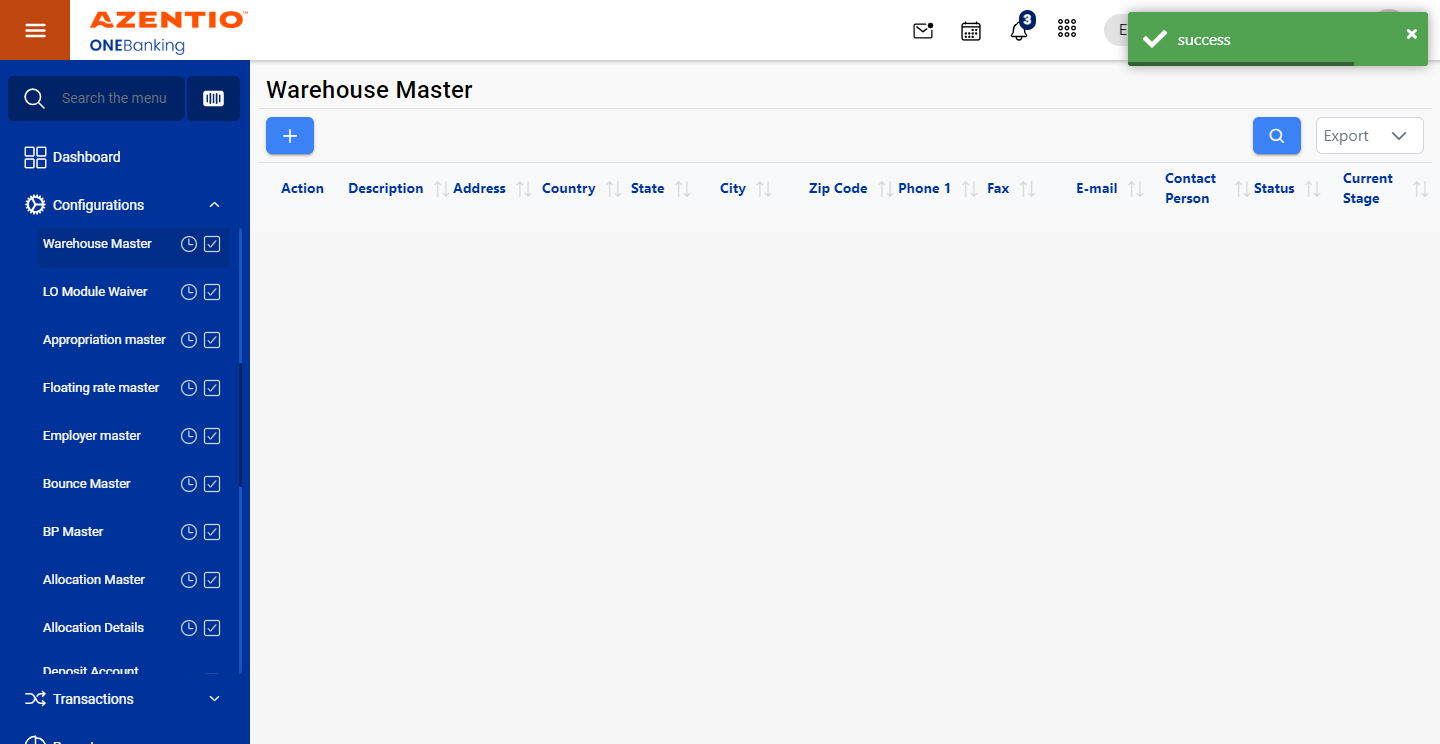 AZENTIO™
ONEBanking
3
E
success
Search the menu
Dashboard
Configurations
Warehouse Master
LO Module Waiver
Appropriation master
Floating rate master
Employer master
Bounce Master
BP Master
Allocation Master
Allocation Details
Deposit Account
Transactions
Warehouse Master
Export
Action Description Address Country State City Zip Code Phone 1 Fax E-mail Contact Person Status Current Stage